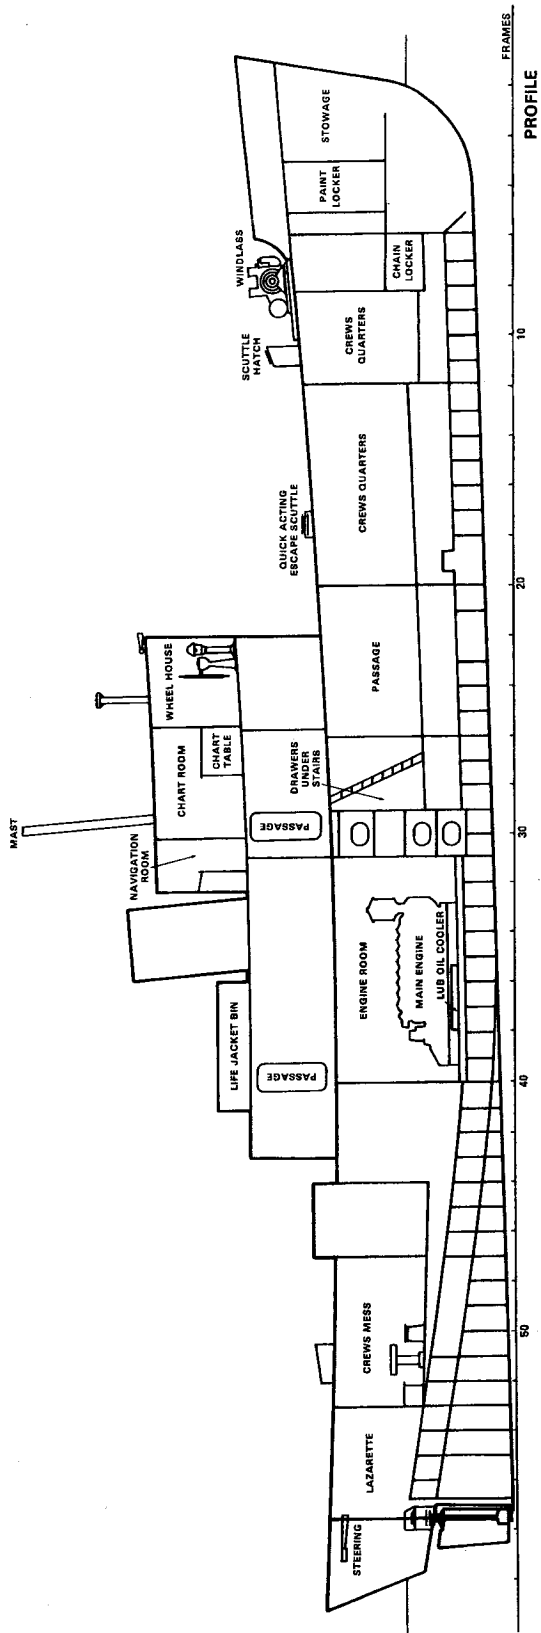 MAST
NAVIGATION
ROOM
CHART ROOM
CHART
TABLE
WHEEL HOUSE
LIFE JACKET BIN
PASSAGE
PASSAGE
QUICK ACTING
ESCAPE SCUTTLE
SCUTTLE
HATCH
WINDLASS
STEERING
LAZARETTE
CREWS MESS
ENGINE ROOM
MAIN ENGINE
LUB OIL COOLER
DRAWERS
UNDER
STAIRS
PASSAGE
CREWS QUARTERS
CREWS
QUARTERS
CHAIN
LOCKER
PAINT
LOCKER
STOWAGE
50
40
30
20
10
FRAMES
PROFILE